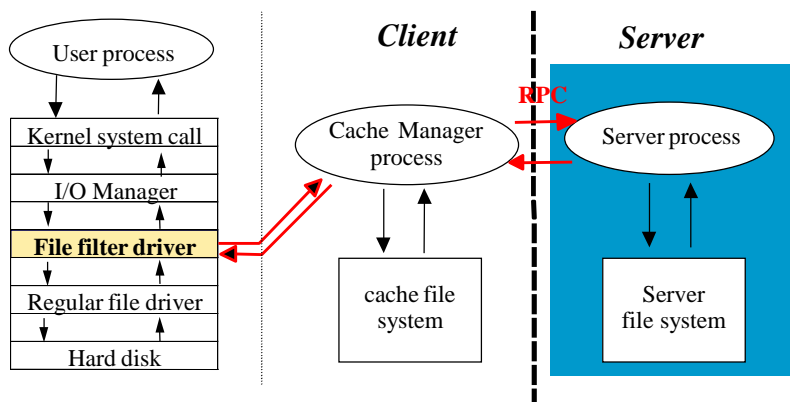 Client
Server
User process
RPC
Kernel system call
Cache Manager
process
Server process
I/O Manager
File filter driver
Regular file driver
Hard disk
cache file
system
Server
file system